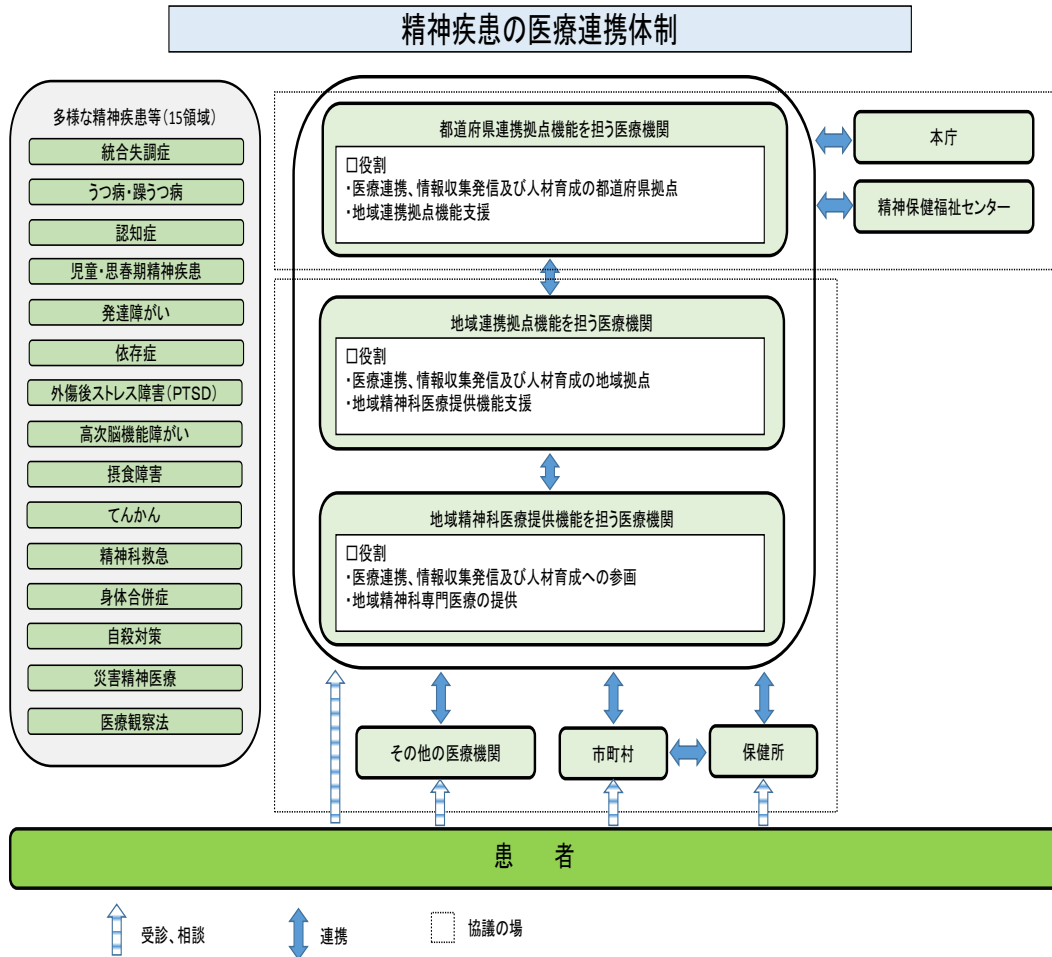 精神疾患の医療連携体制
多様な精神疾患等（15領域）
統合失調症
うつ病・躁うつ病
認知症
児童・思春期精神疾患
発達障がい
依存症
外傷後ストレス障害（PTSD）
高次脳機能障がい
摂食障害
てんかん
精神科救急
身体合併症
自殺対策
災害精神医療
医療観察法
都道府県連携拠点機能を担う医療機関
□役割
・医療連携、情報収集発信及び人材育成の都道府県拠点
・地域連携拠点機能支援
本庁
精神保健福祉センター
地域連携拠点機能を担う医療機関
□役割
・医療連携、情報収集発信及び人材育成の地域拠点
・地域精神科医療提供機能支援
地域精神科医療提供機能を担う医療機関
□役割
・医療連携、情報収集発信及び人材育成への参画
・地域精神科専門医療の提供
その他の医療機関
市町村
保健所
患　者
受診、相談
連携
協議の場